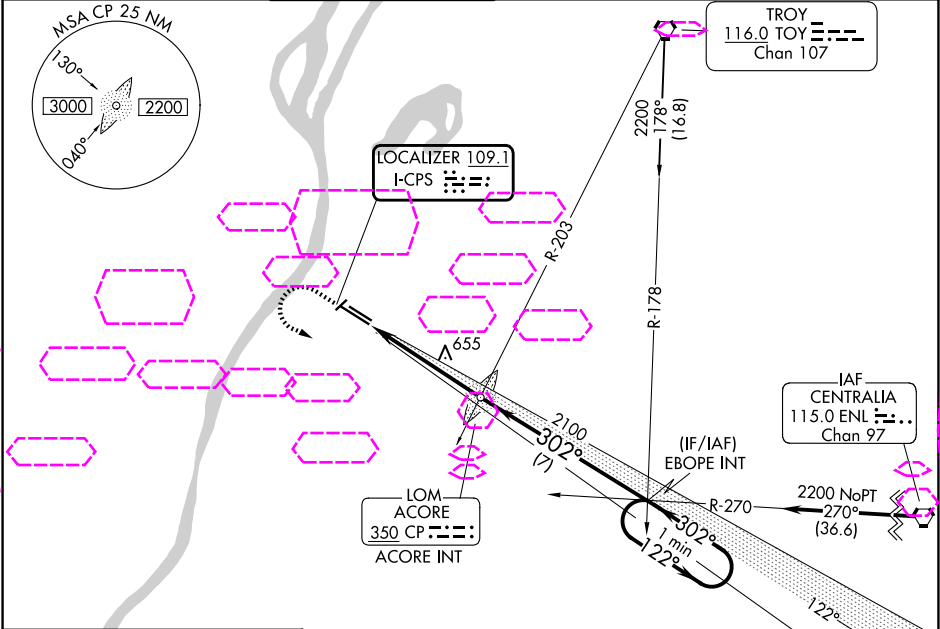 MSA CP 25 NM
130°
3000
2200
040°
TROY
116.0 TOY
Chan 107
2200
178°
(16.8)
LOCALIZER 109.1
I-CPS
R-203
R-178
655
IAF
CENTRALIA
115.0 ENL
Chan 97
2100
302°
(7)
(IF/IAF)
EBOPE INT
R-270
2200 NoPT
270°
(36.6)
LOM
ACORE
350 CP
ACORE INT
302°
1 min
122°
122°